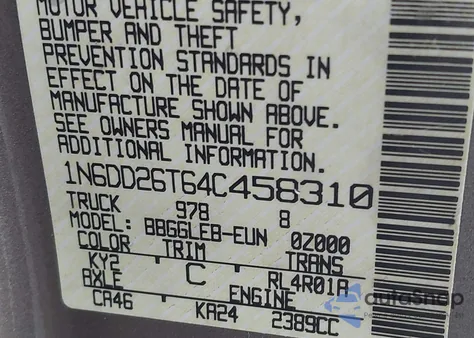 MOTOR VEHICLE SAFETY,
BUMPER AND THEFT
PREVENTION STANDARDS IN
EFFECT ON THE DATE OF
MANUFACTURE SHOWN ABOVE.
SEE OWNERS MANUAL FOR
ADDITIONAL INFORMATION
1N6DD26T64C458310
TRUCK 978 8
MODEL: BBGGLEB-EUN 0Z000
COLOR TRIM TRANS
KY2 C RL4R01A
AXLE ENGINE
CA46 KA24 2389CC
autoShop